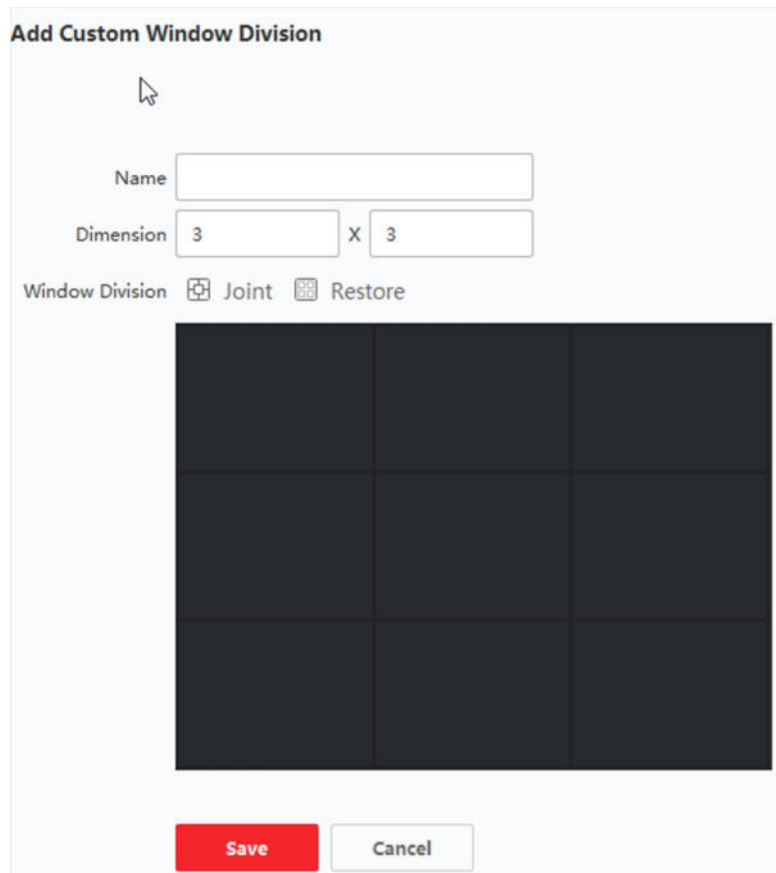 Add Custom Window Division
Name
Dimension 3 X 3
Window Division Joint Restore
Save Cancel